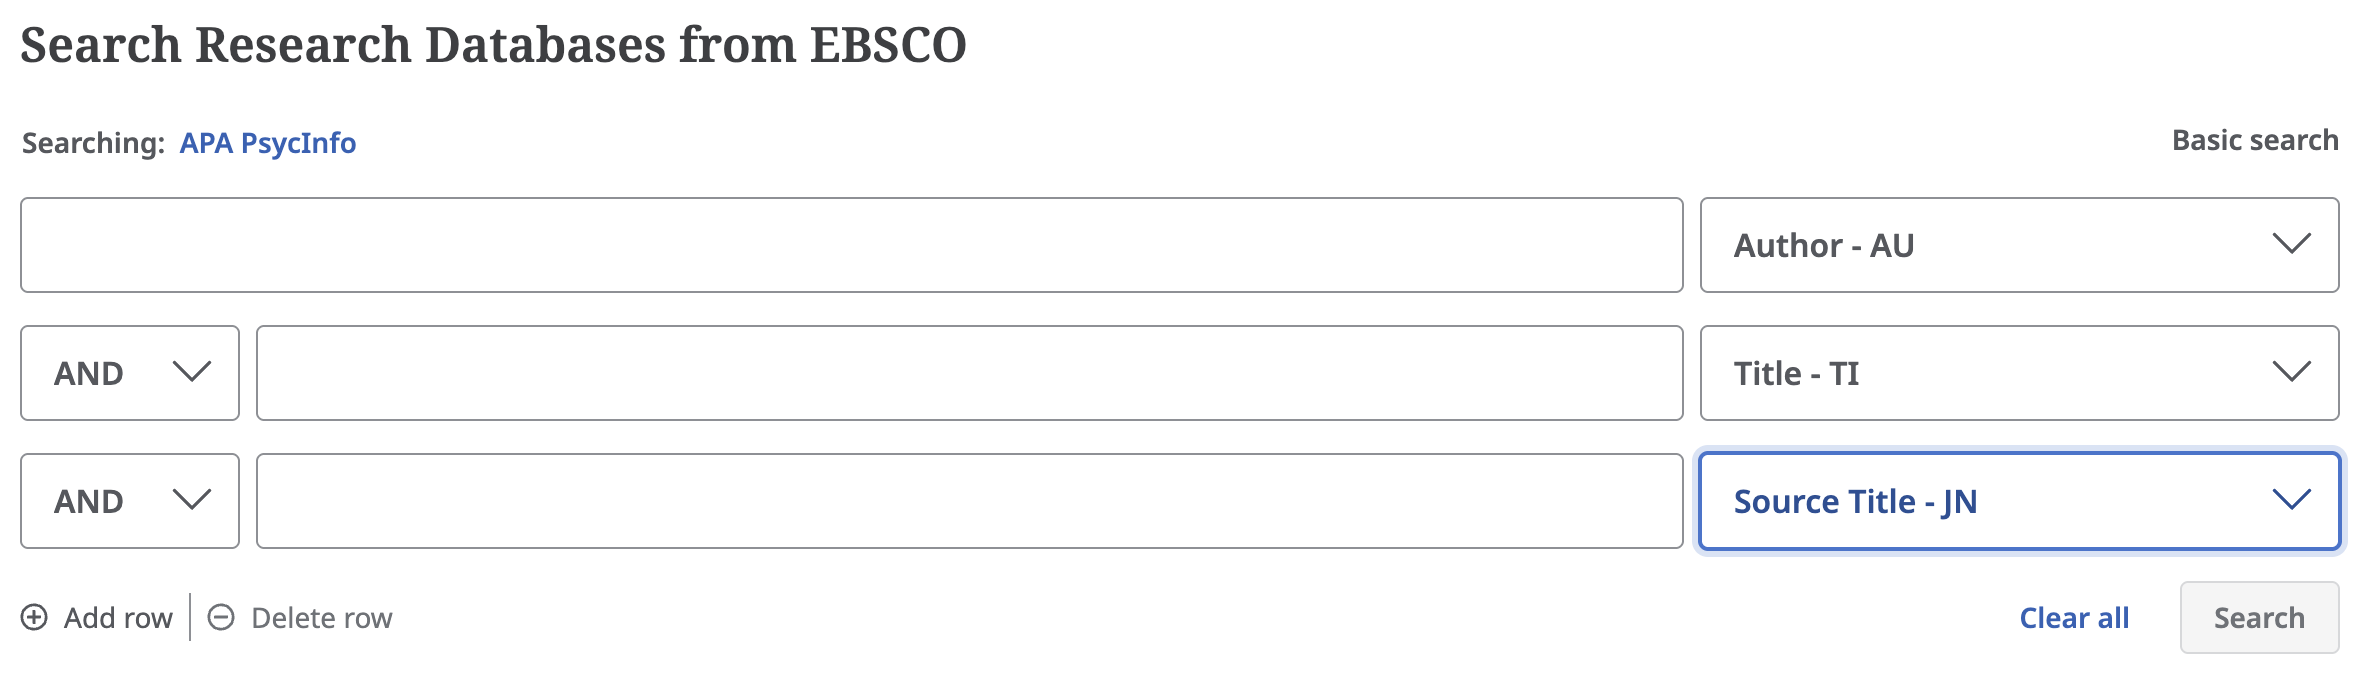 Search Research Databases from EBSCO
Searching: APA PsycInfo
Basic search
Author - AU
AND
Title - TI
AND
Source Title - JN
Add row
Delete row
Clear all
Search